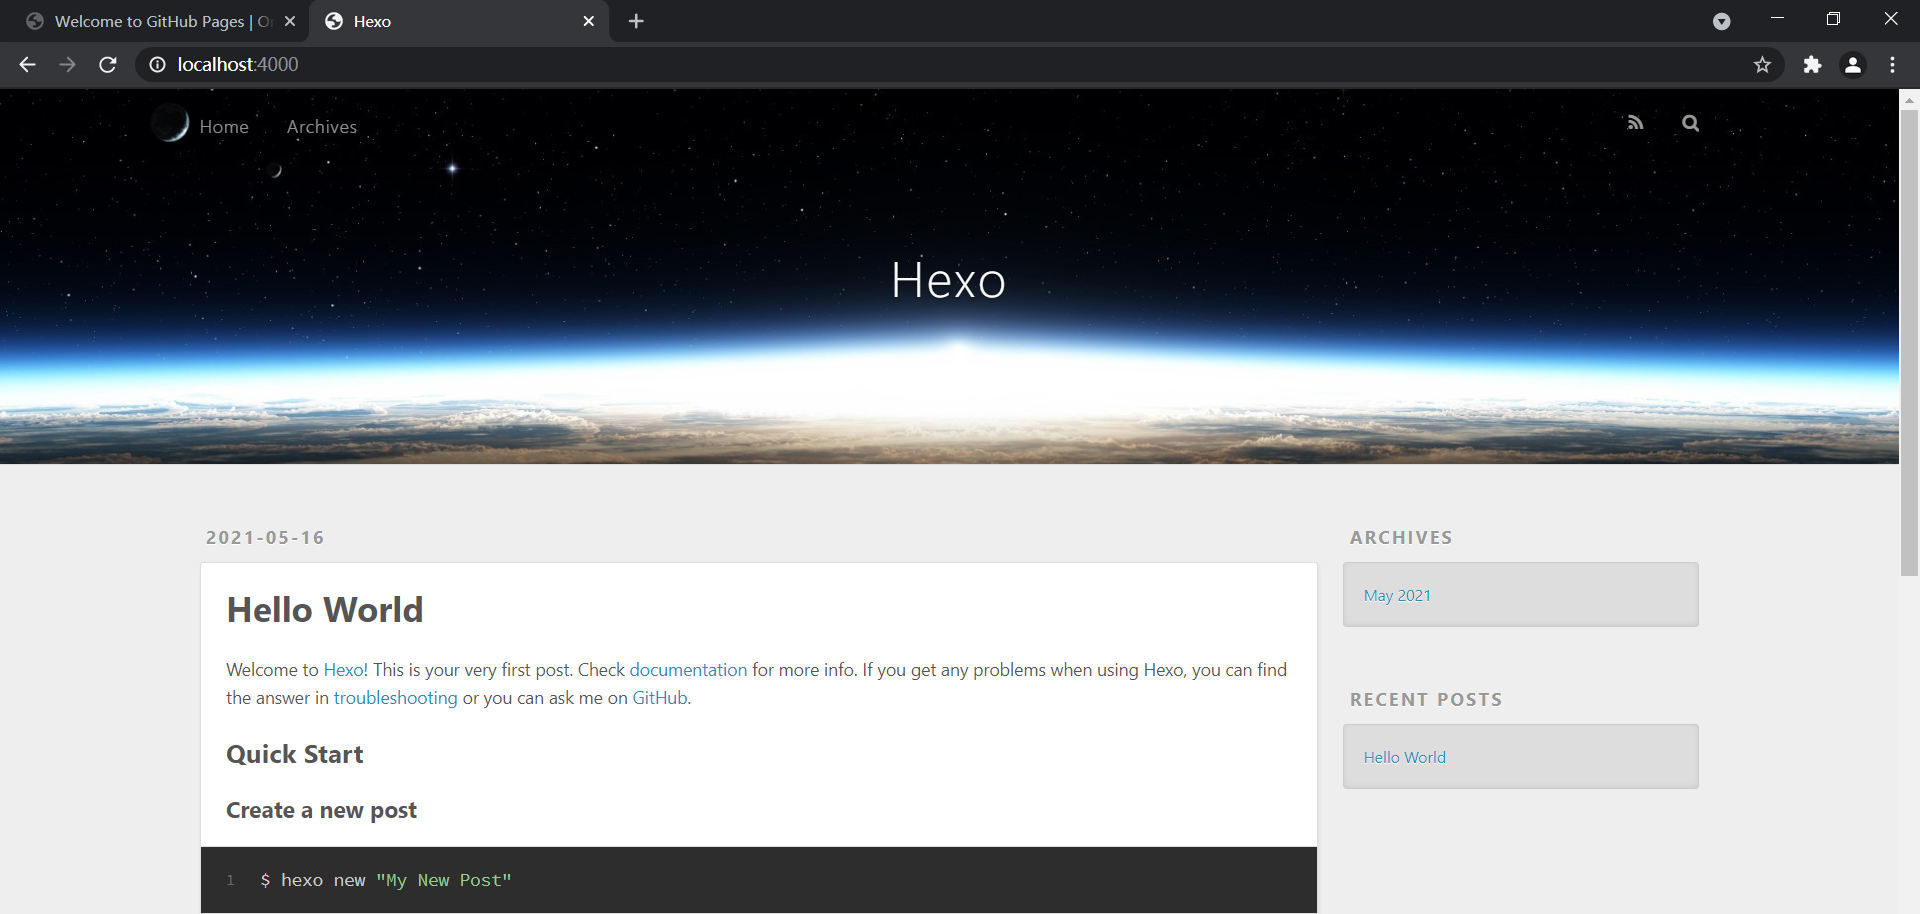 Welcome to GitHub Pages | O
Hexo
localhost:4000
Home
Archives
Hexo
2021-05-16
Hello World
Welcome to Hexo! This is your very first post. Check documentation for more info. If you get any problems when using Hexo, you can find
the answer in troubleshooting or you can ask me on GitHub.
Quick Start
Create a new post
1 $ hexo new "My New Post"
ARCHIVES
May 2021
RECENT POSTS
Hello World